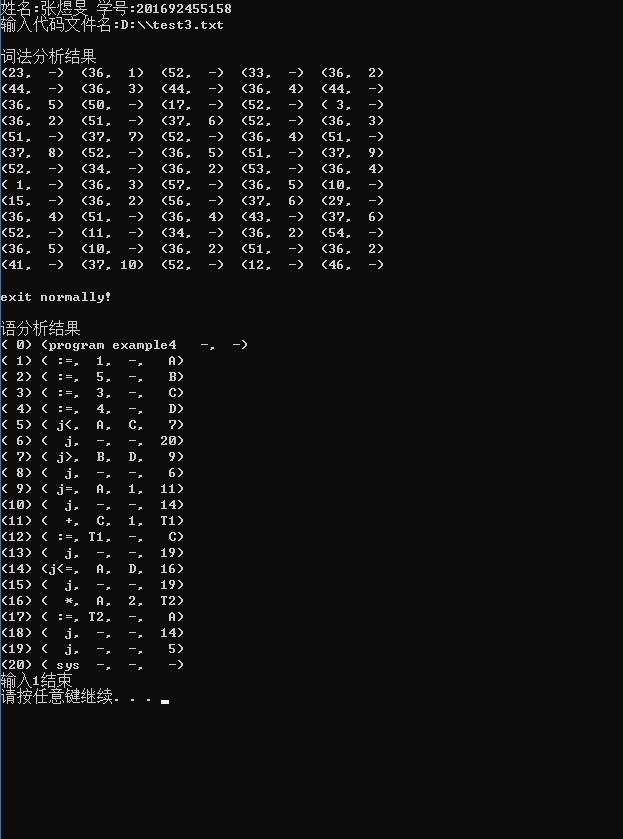 姓名:张煜旻 学号:201692455158
输入代码文件名:D:\\test3.txt
词法分析结果
(23, -) (36, 1) (52, -) (33, -) (36, 2)
(44, -) (36, 3) (44, -) (36, 4) (44, -)
(36, 5) (50, -) (17, -) (52, -) ( 3, -)
(36, 2) (51, -) (37, 6) (52, -) (36, 3)
(51, -) (37, 7) (52, -) (36, 4) (51, -)
(37, 8) (52, -) (36, 5) (51, -) (37, 9)
(52, -) (34, -) (36, 2) (53, -) (36, 4)
( 1, -) (36, 3) (57, -) (36, 5) (10, -)
(15, -) (36, 2) (56, -) (37, 6) (29, -)
(36, 4) (51, -) (36, 4) (43, -) (37, 6)
(52, -) (11, -) (34, -) (36, 2) (54, -)
(36, 5) (10, -) (36, 2) (51, -) (36, 2)
(41, -) (37, 10) (52, -) (12, -) (46, -)
exit normally!
语分析结果
( 0) (program example4 -, -)
( 1) ( :=, 1, -, A)
( 2) ( :=, 5, -, B)
( 3) ( :=, 3, -, C)
( 4) ( :=, 4, -, D)
( 5) ( j<, A, C, 7)
( 6) ( j, -, -, 20)
( 7) ( j>, B, D, 9)
( 8) ( j, -, -, 6)
( 9) ( j=, A, 1, 11)
(10) ( j, -, -, 14)
(11) ( +, C, 1, T1)
(12) ( :=, T1, -, C)
(13) ( j, -, -, 19)
(14) (j<=, A, D, 16)
(15) ( j, -, -, 19)
(16) ( *, A, 2, T2)
(17) ( :=, T2, -, A)
(18) ( j, -, -, 14)
(19) ( j, -, -, 5)
(20) ( sys -, -, -)
输入1结束
请按任意键继续. . .